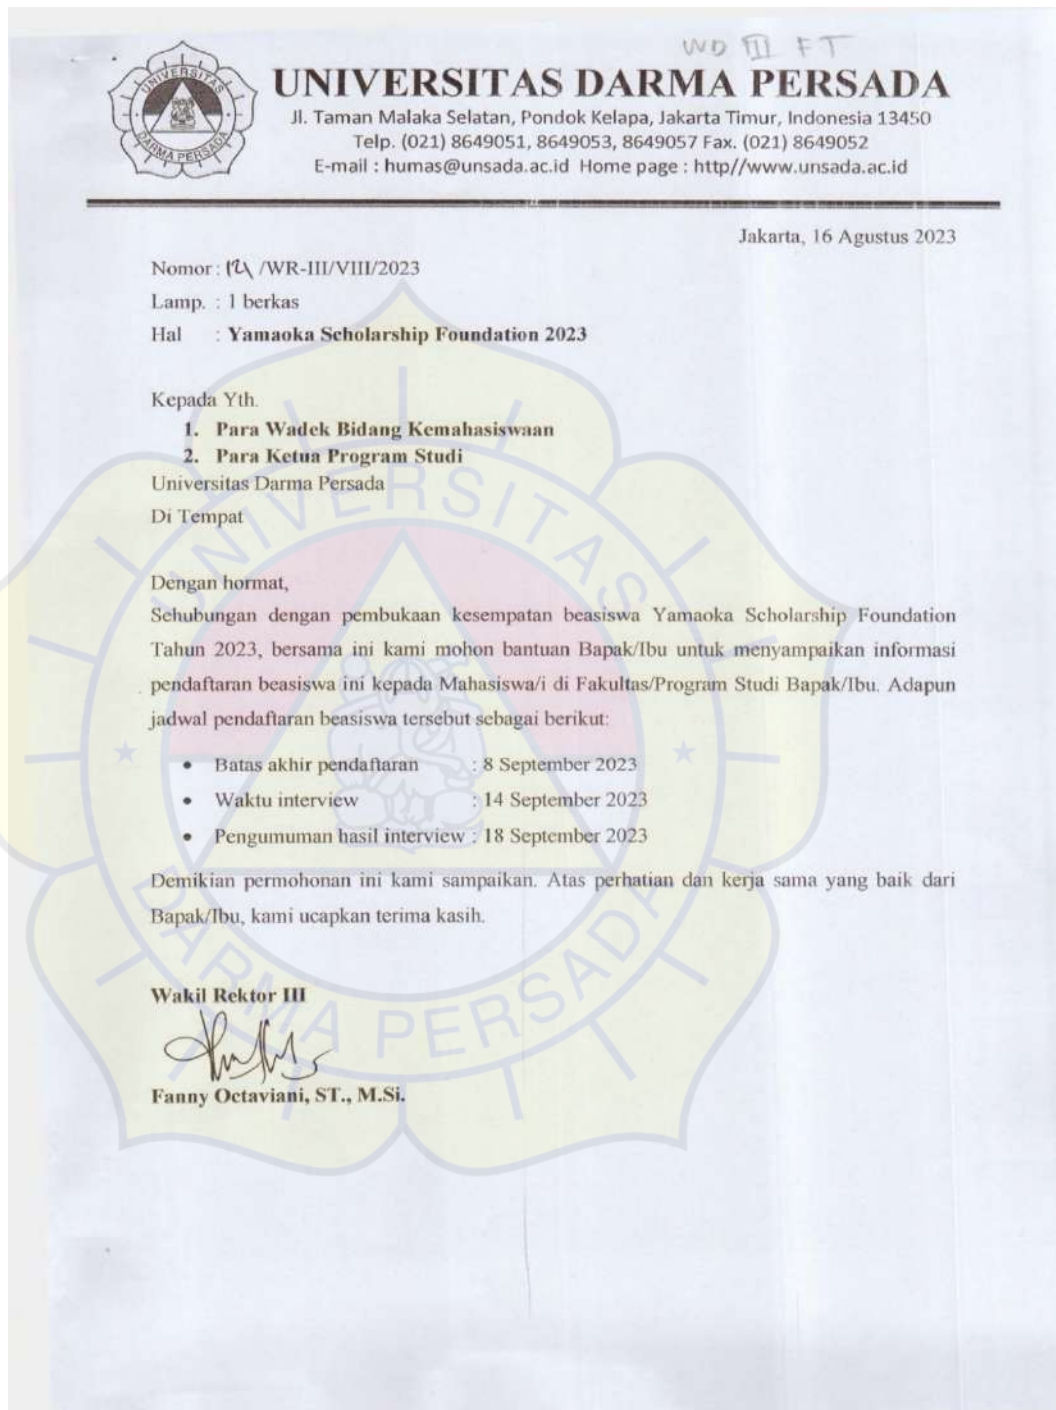 WD III FT
UNIVERSITAS DARMA PERSADA
Jl. Taman Malaka Selatan, Pondok Kelapa, Jakarta Timur, Indonesia 13450
Telp. (021) 8649051, 8649053, 8649057 Fax. (021) 8649052
E-mail : humas@unsada.ac.id Home page : http//www.unsada.ac.id
UNIVERSITAS
DARMA PERSADA
Jakarta, 16 Agustus 2023
Nomor : /WR-III/VIII/2023
Lamp. : 1 berkas
Hal : Yamaoka Scholarship Foundation 2023
Kepada Yth.
1. Para Wadek Bidang Kemahasiswaan
2. Para Ketua Program Studi
Universitas Darma Persada
Di Tempat
Dengan hormat,
Sehubungan dengan pembukaan kesempatan beasiswa Yamaoka Scholarship Foundation
Tahun 2023, bersama ini kami mohon bantuan Bapak/Ibu untuk menyampaikan informasi
pendaftaran beasiswa ini kepada Mahasiswa/i di Fakultas/Program Studi Bapak/Ibu. Adapun
jadwal pendaftaran beasiswa tersebut sebagai berikut:
• Batas akhir pendaftaran : 8 September 2023
• Waktu interview : 14 September 2023
• Pengumuman hasil interview : 18 September 2023
Demikian permohonan ini kami sampaikan. Atas perhatian dan kerja sama yang baik dari
Bapak/Ibu, kami ucapkan terima kasih.
Wakil Rektor III
Fanny Octaviani, ST., M.Si.
UNIVERSITAS
DARMA PERSADA